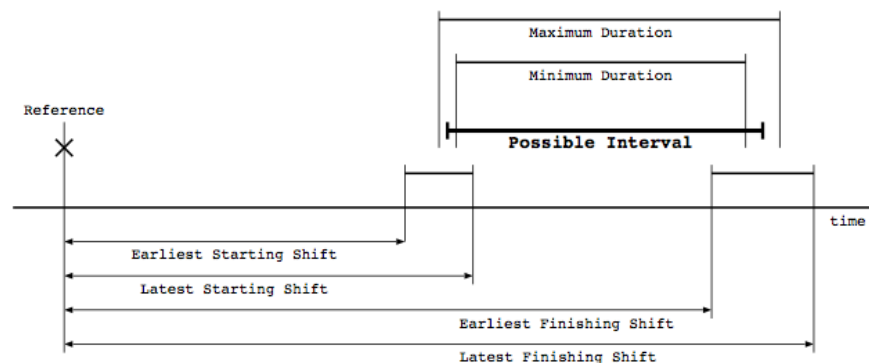 Maximum Duration
Minimum Duration
Reference
Possible Interval
time
Earliest Starting Shift
Latest Starting Shift
Earliest Finishing Shift
Latest Finishing Shift